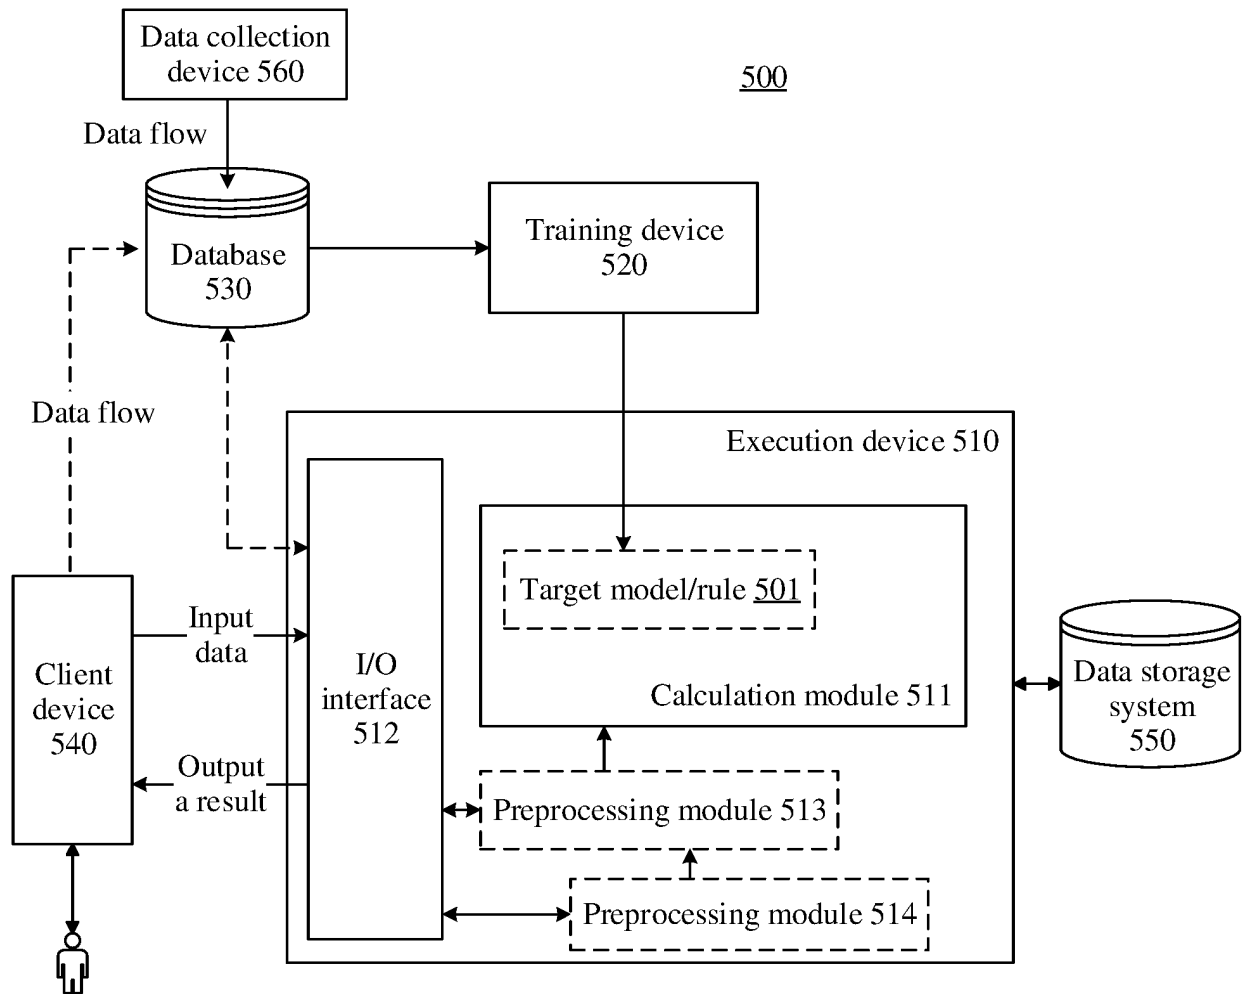 Data collection
device 560
500
Data flow
Training device
520
Database
530
Data flow
Execution device 510
Target model/rule 501
Input
data
I/O
interface
512
Client
device
540
Calculation module 511
Data storage
system
550
Output
a result
Preprocessing module 513
Preprocessing module 514